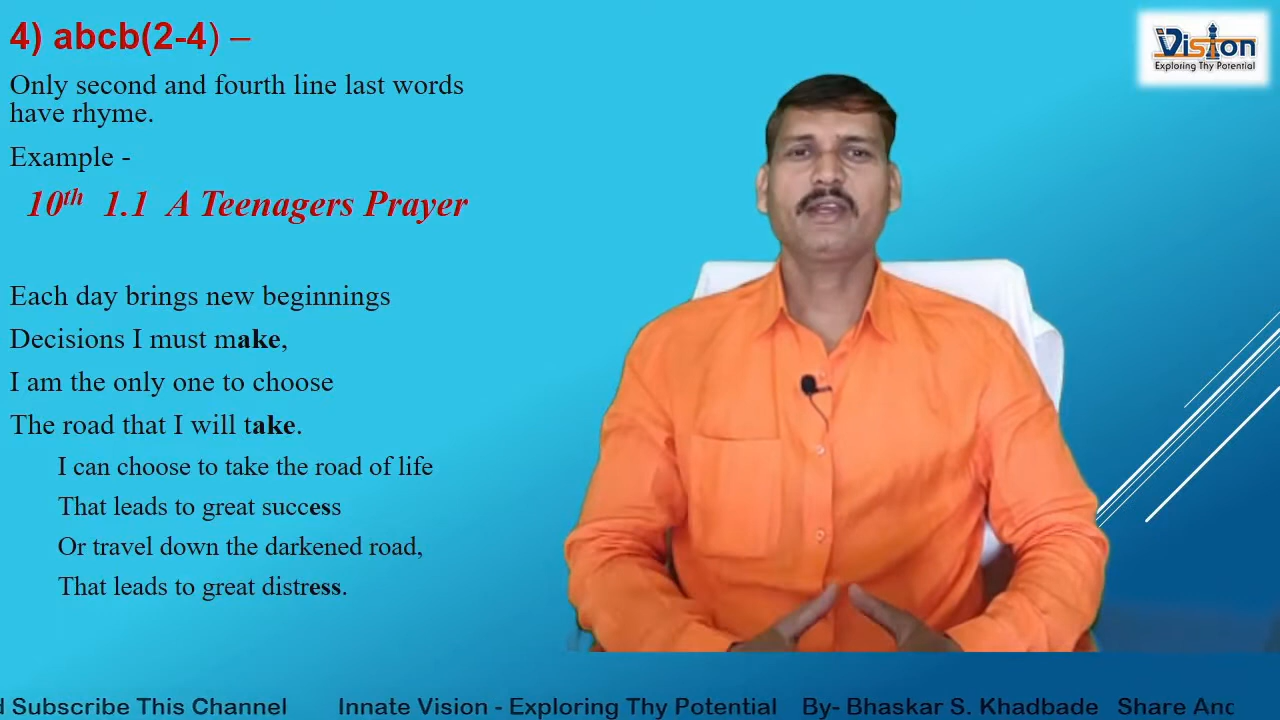 4) abcb(2-4) –
Only second and fourth line last words
have rhyme.
Example -
10th 1.1 A Teenagers Prayer
Each day brings new beginnings
Decisions I must make,
I am the only one to choose
The road that I will take.
I can choose to take the road of life
That leads to great success
Or travel down the darkened road,
That leads to great distress.
Vision
Exploring Thy Potential
d Subscribe This Channel Innate Vision - Exploring Thy Potential By- Bhaskar S. Khadbade Share And